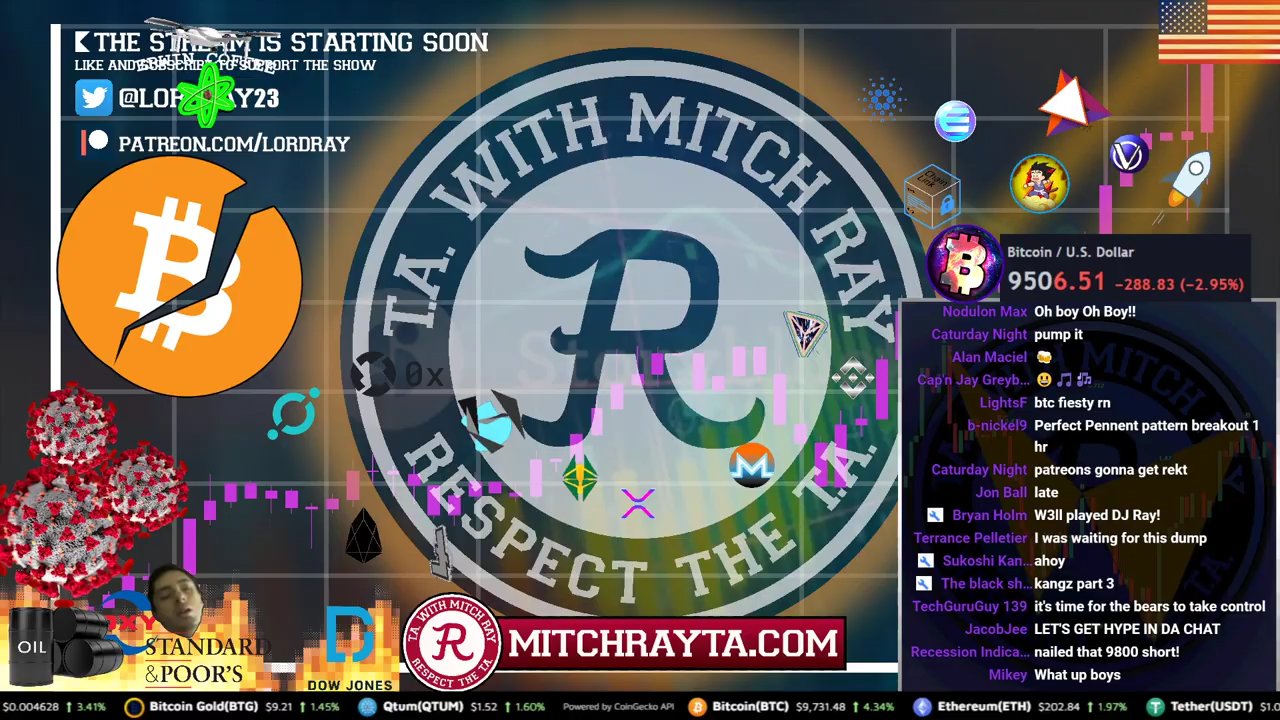 THE STREAM IS STARTING SOON
LIKE AND SUBSCRIBE TO SUPPORT THE SHOW
@LORDRAY23
PATREON.COM/LORDRAY
T.A. WITH MITCH RAY
R
RESPECT THE T.A.
0x
Chain
Link
Bitcoin / U.S. Dollar
9506.51 −288.83 (−2.95%)
Nodulon Max Oh boy Oh Boy!!
Caturday Night pump it
Alan Maciel 🍻
Cap'n Jay Greyb... 😃 🎵 🎶
LightsF btc fiesty rn
b-nickel9 Perfect Pennent pattern breakout 1
hr
Caturday Night patreons gonna get rekt
Jon Ball late
Bryan Holm W3ll played DJ Ray!
Terrance Pelletier I was waiting for this dump
Sukoshi Kan... ahoy
The black sh... kangz part 3
TechGuruGuy 139 it's time for the bears to take control
JacobJee LET'S GET HYPE IN DA CHAT
Recession Indica... nailed that 9800 short!
Mikey What up boys
OIL
OXY
STANDARD
&POOR'S
DOW JONES
T.A. WITH MITCH RAY
R
RESPECT THE T.A.
MITCHRAYTA.COM
$0.004628 ↑ 3.41% Bitcoin Gold(BTG) $9.21 ↑ 1.45% Qtum(QTUM) $1.52 ↑ 1.60% Powered by CoinGecko API Bitcoin(BTC) $9,731.48 ↑ 4.34% Ethereum(ETH) $202.84 ↑ 1.97% Tether(USDT)